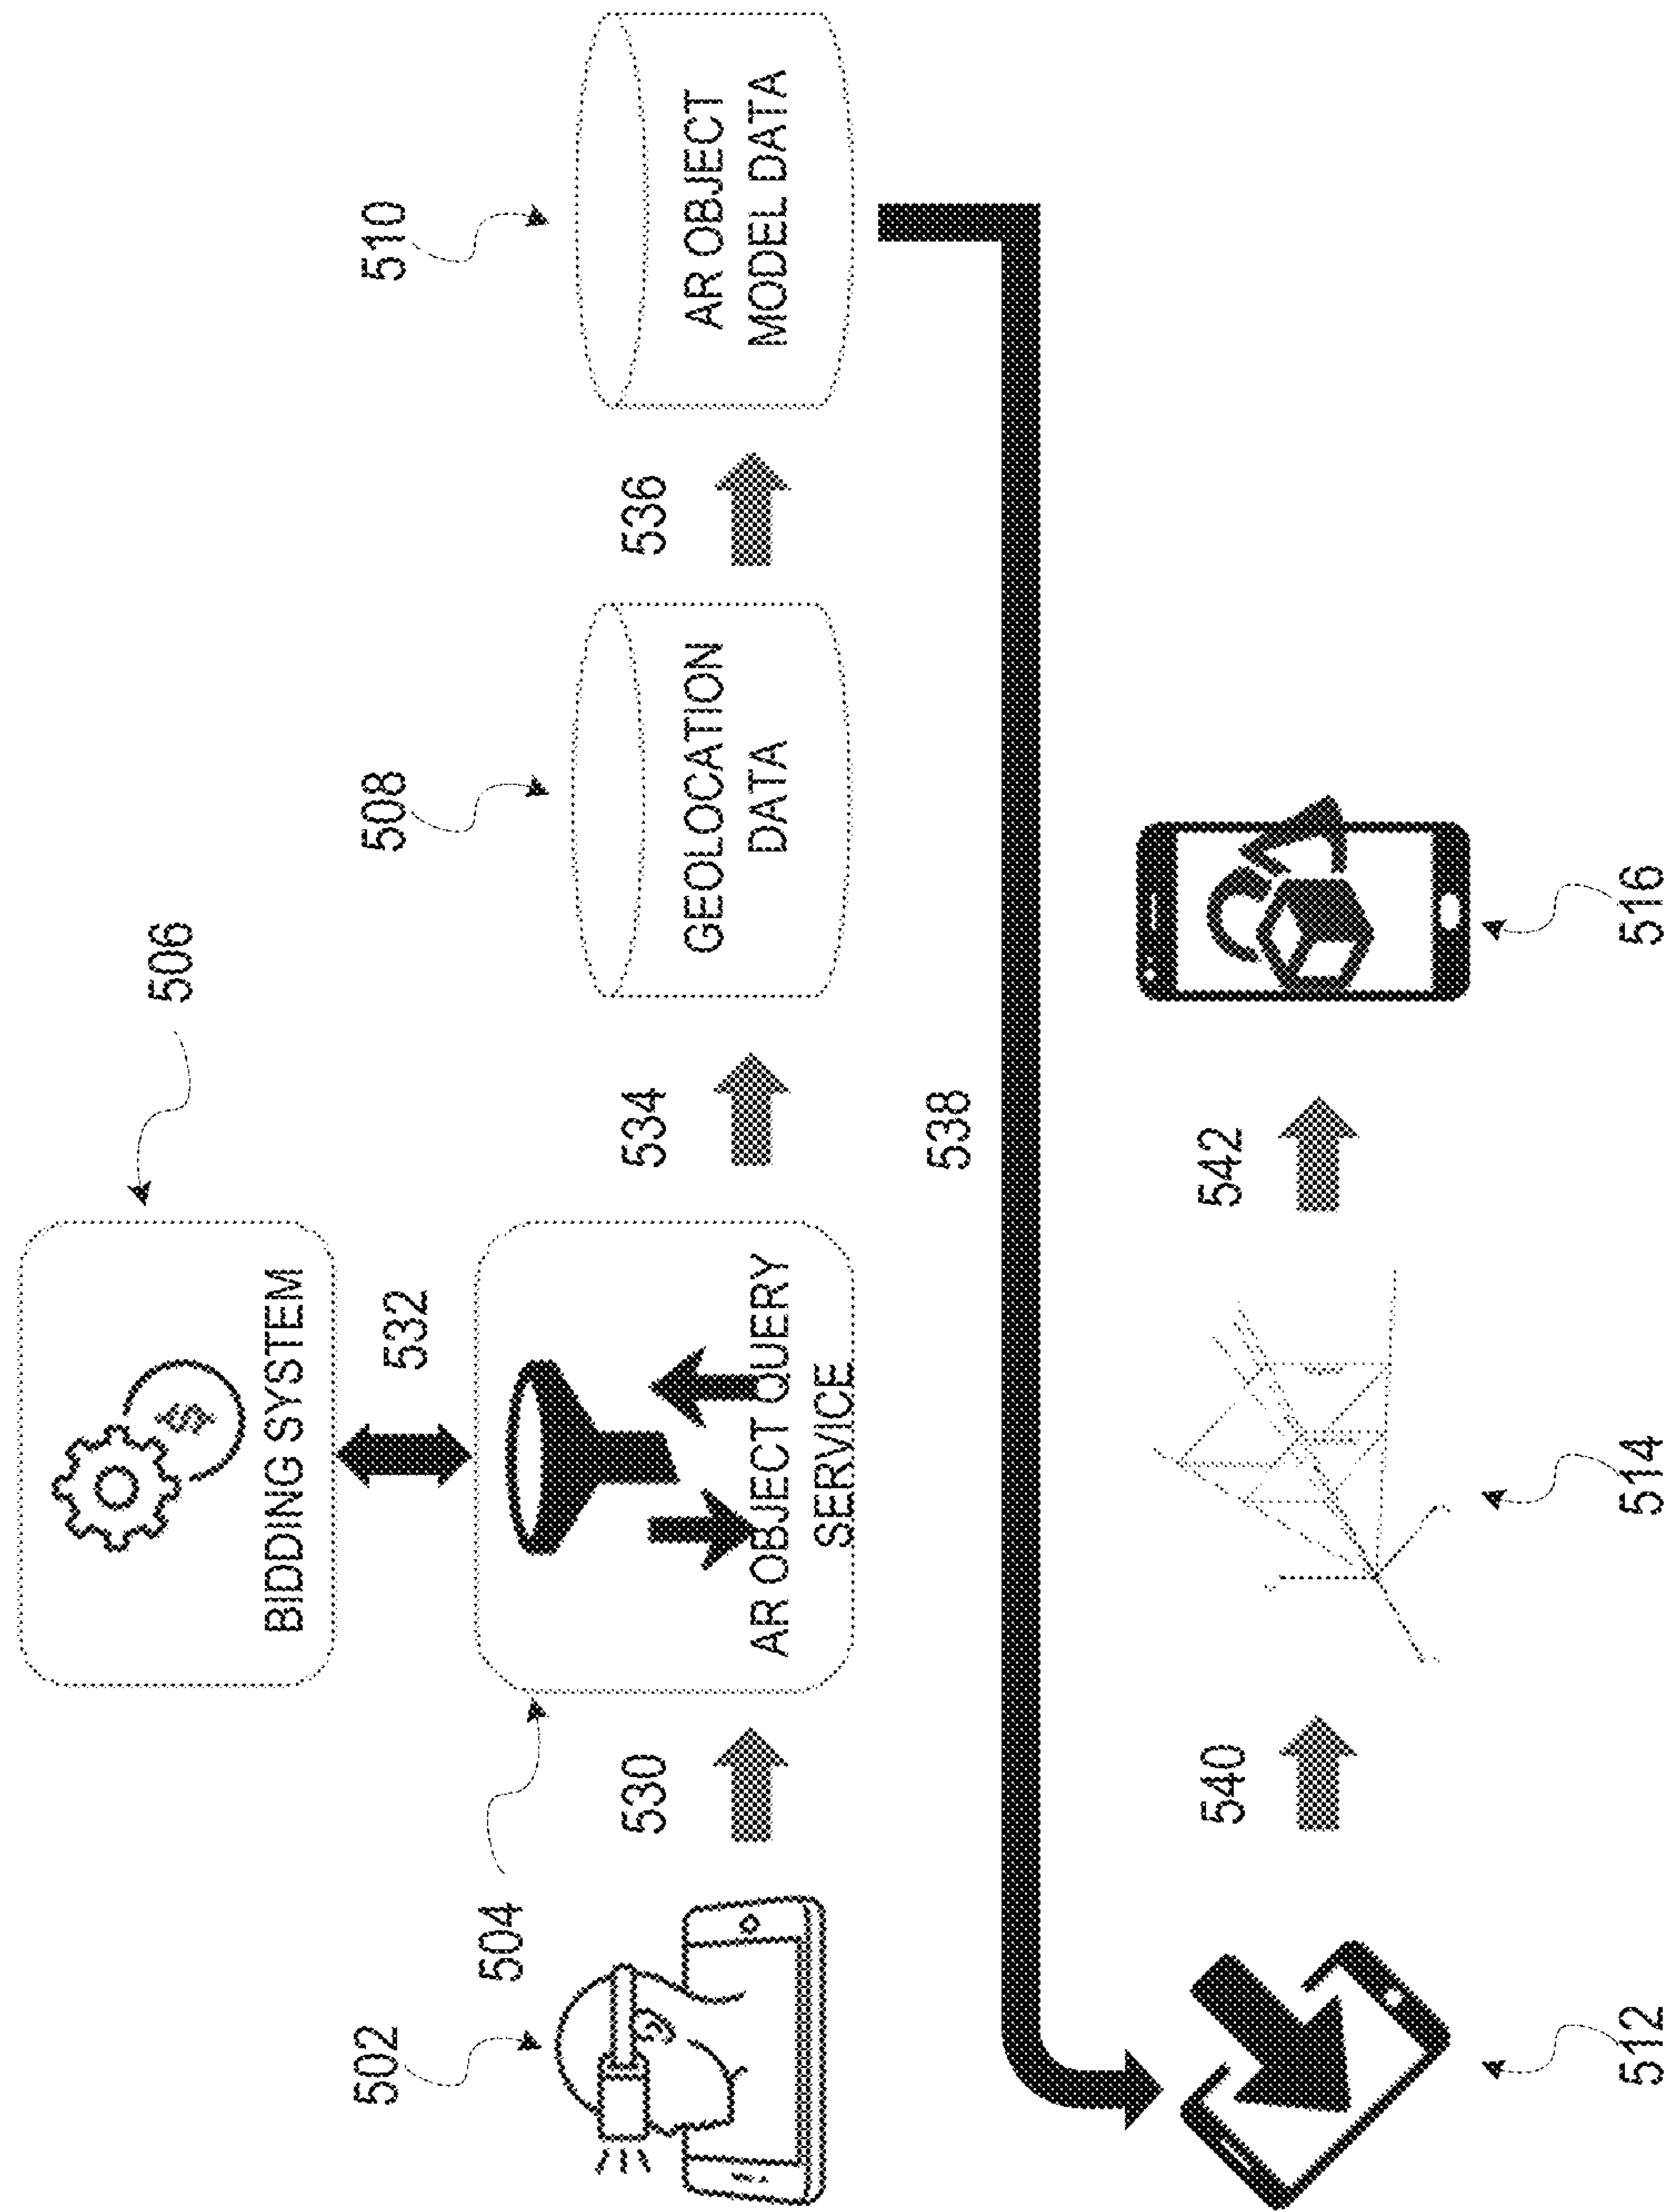 506
BIDDING SYSTEM
$
532
502
504
508
510
530
AR OBJECT QUERY
SERVICE
534
GEOLOCATION
DATA
536
AR OBJECT
MODEL DATA
538
540
542
512
514
516